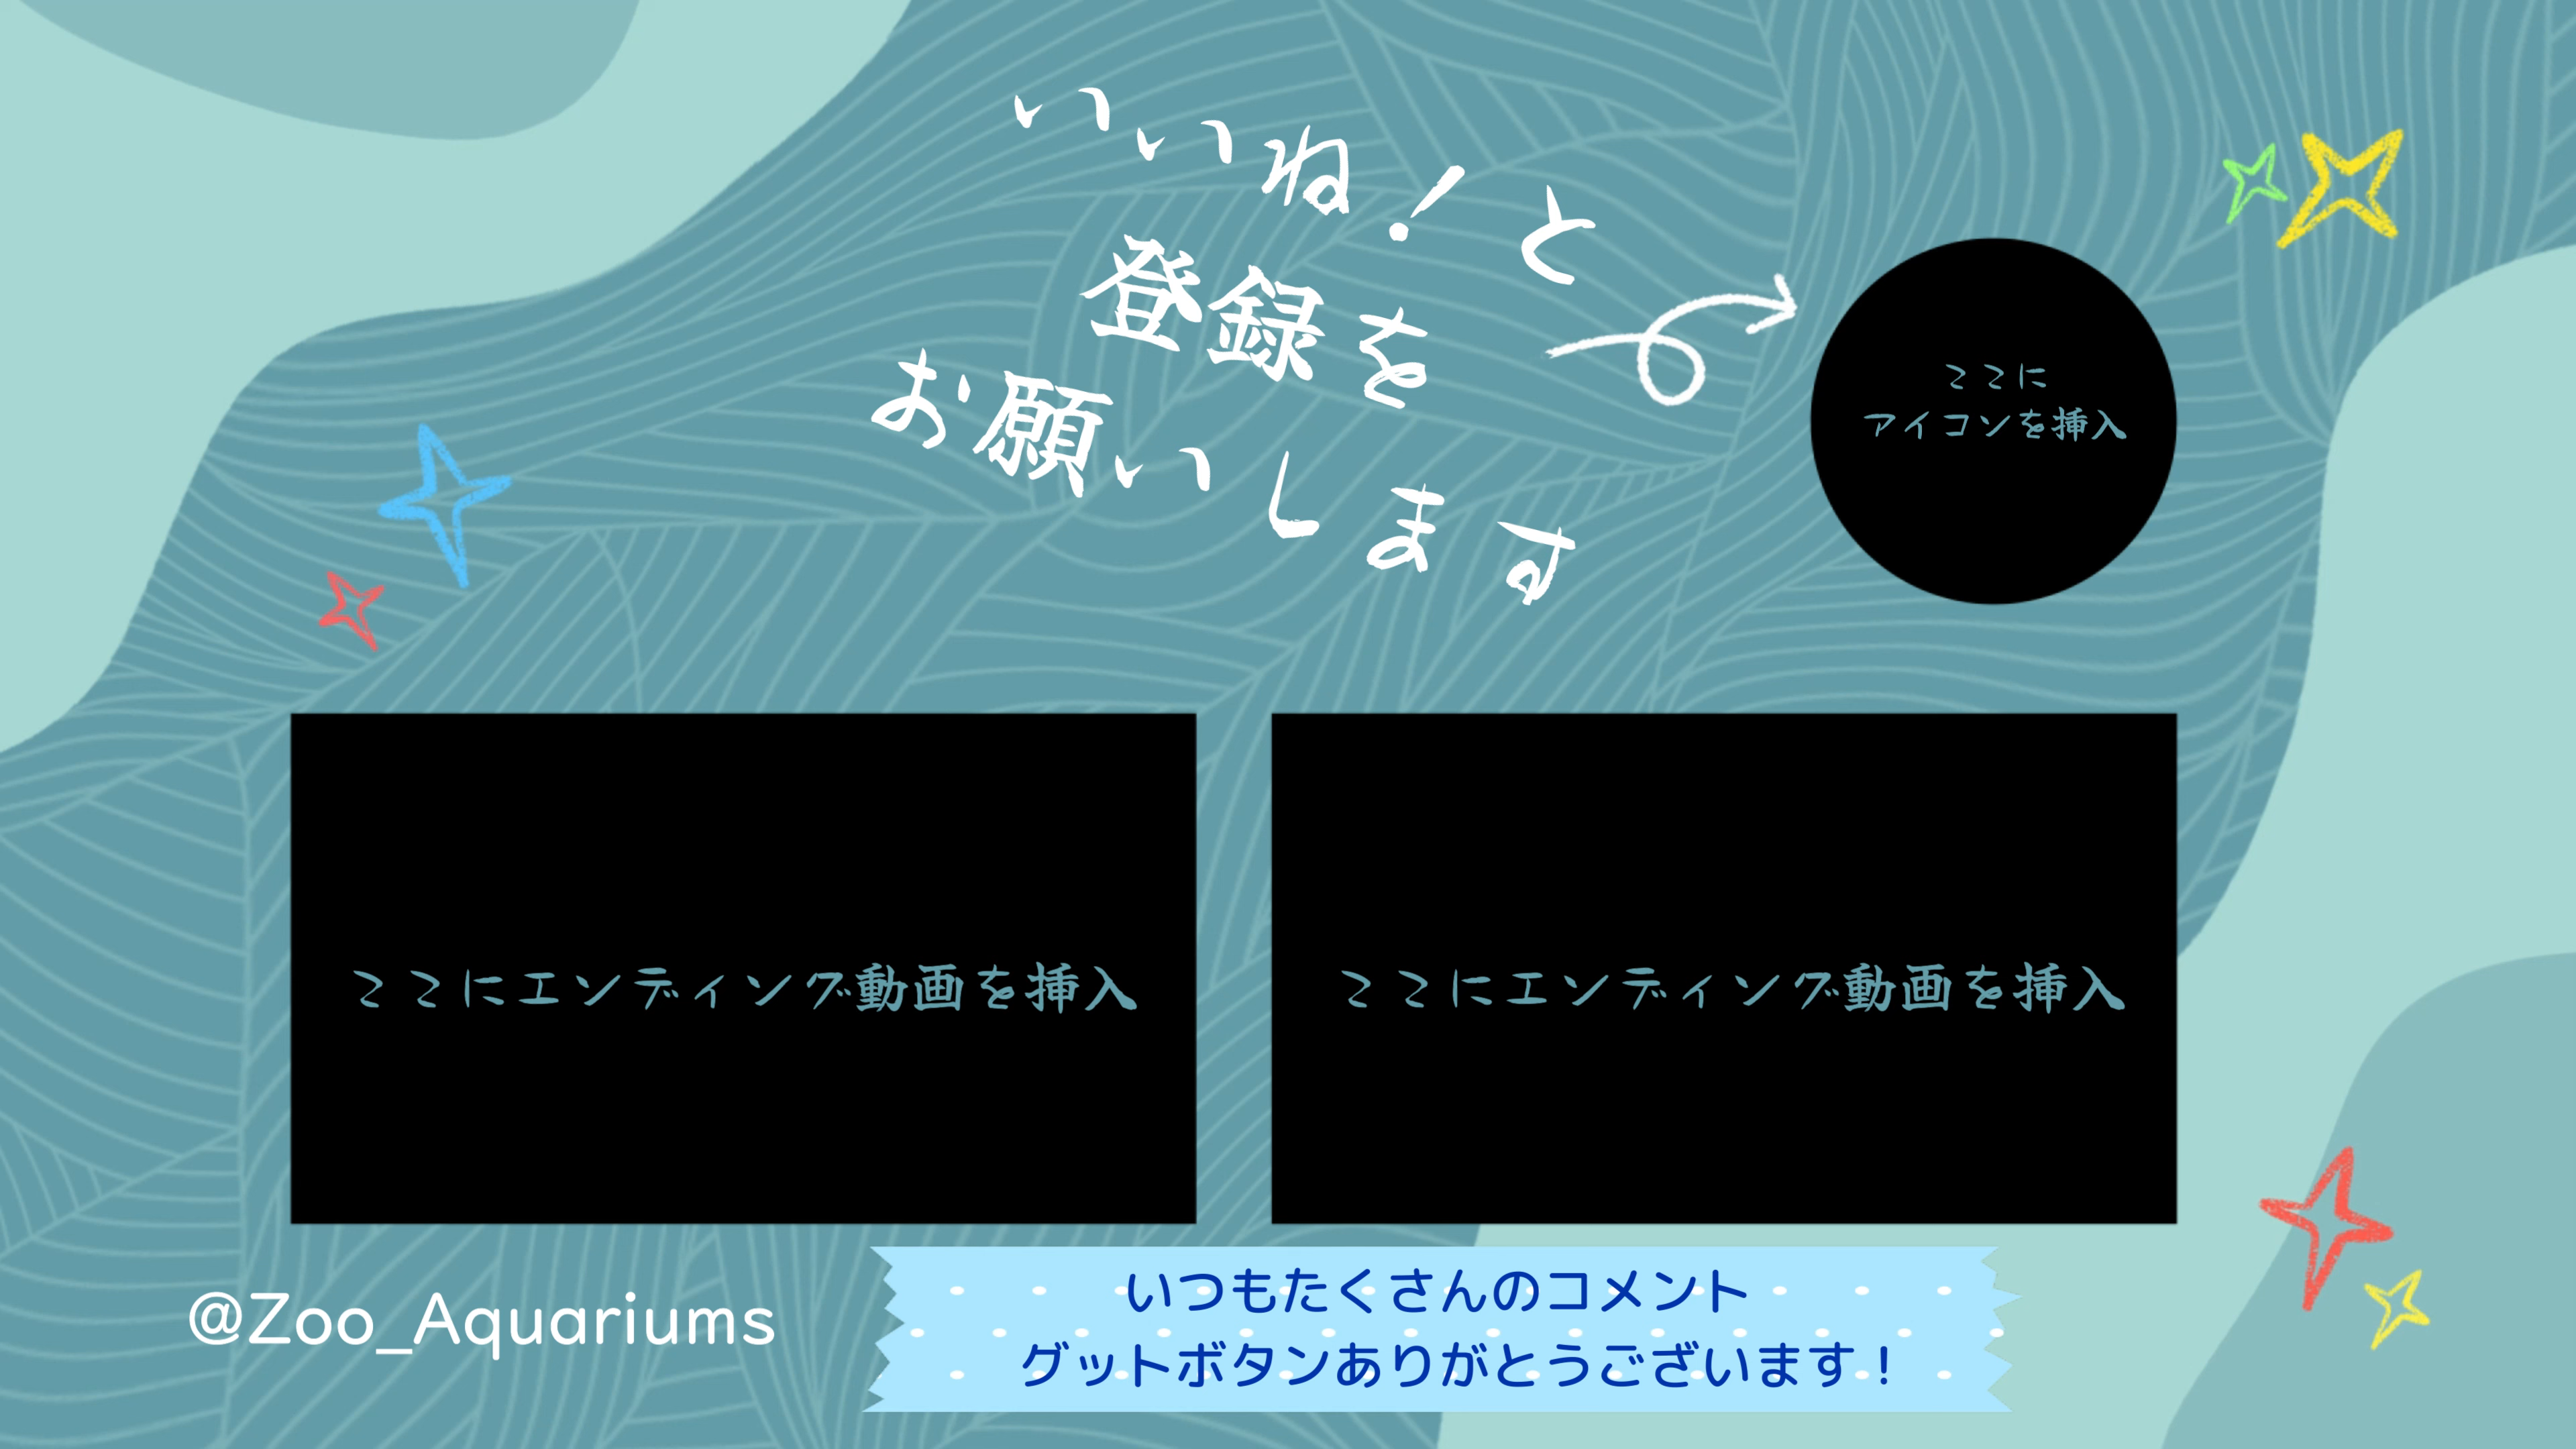 いいね！と
登録を
お願いします
ここに
アイコンを挿入
ここにエンディング動画を挿入
ここにエンディング動画を挿入
@Zoo_Aquariums
いつもたくさんのコメント
グットボタンありがとうございます！